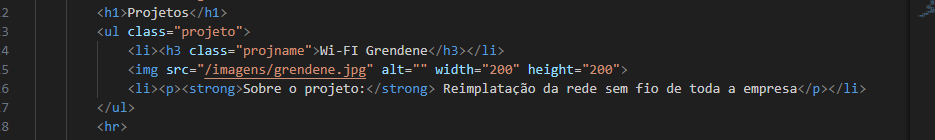 2 <h1>Projetos</h1>
3 <ul class="projeto">
4 <li><h3 class="projname">Wi-FI Grendene</h3></li>
5 <img src="/imagens/grendene.jpg" alt="" width="200" height="200">
6 <li><p><strong>Sobre o projeto:</strong> Reimplatação da rede sem fio de toda a empresa</p></li>
7 </ul>
8 <hr>